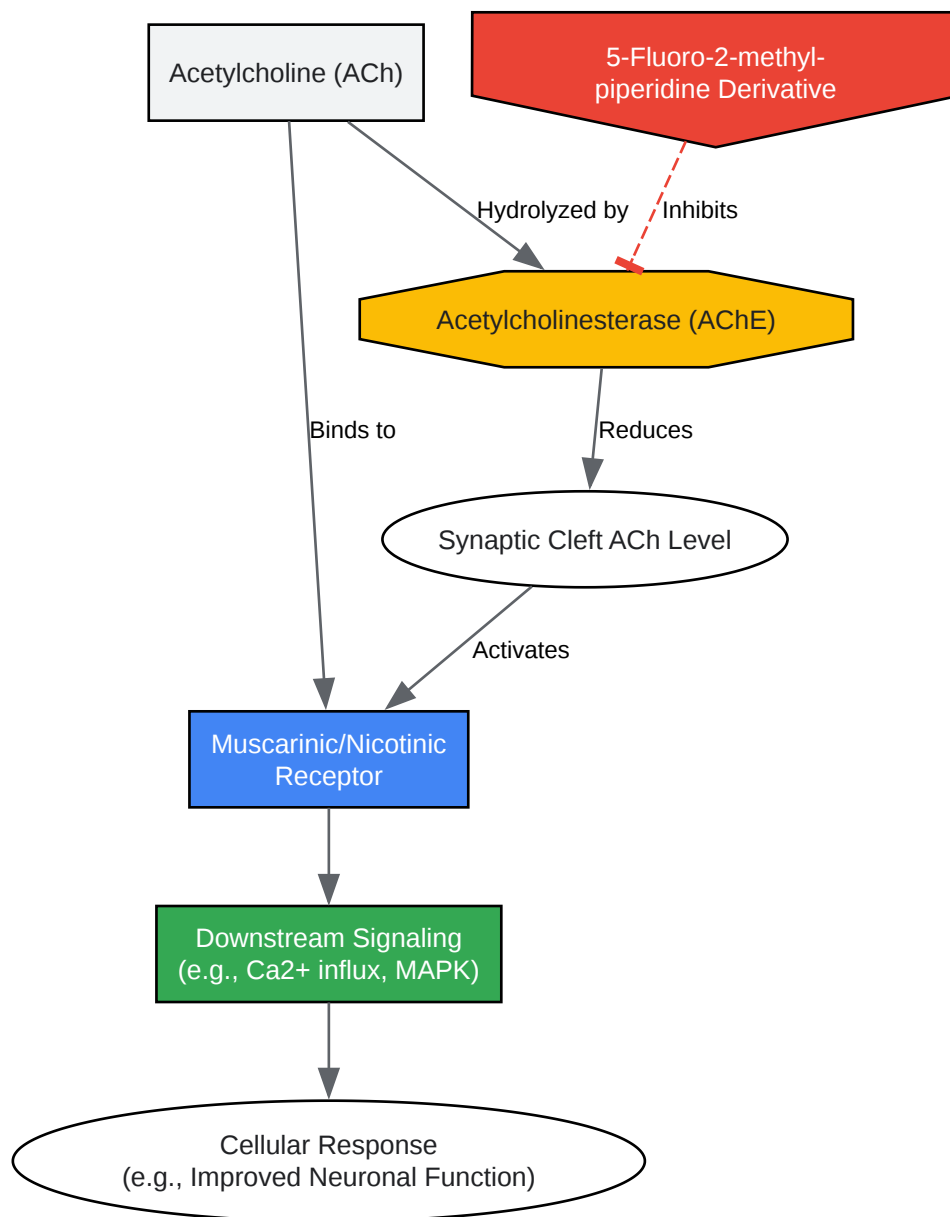 Acetylcholine (ACh)
5-Fluoro-2-methyl-
piperidine Derivative
Hydrolyzed by
Inhibits
Acetylcholinesterase (AChE)
Binds to
Reduces
Synaptic Cleft ACh Level
Activates
Muscarinic/Nicotinic
Receptor
Downstream Signaling
(e.g., Ca2+ influx, MAPK)
Cellular Response
(e.g., Improved Neuronal Function)